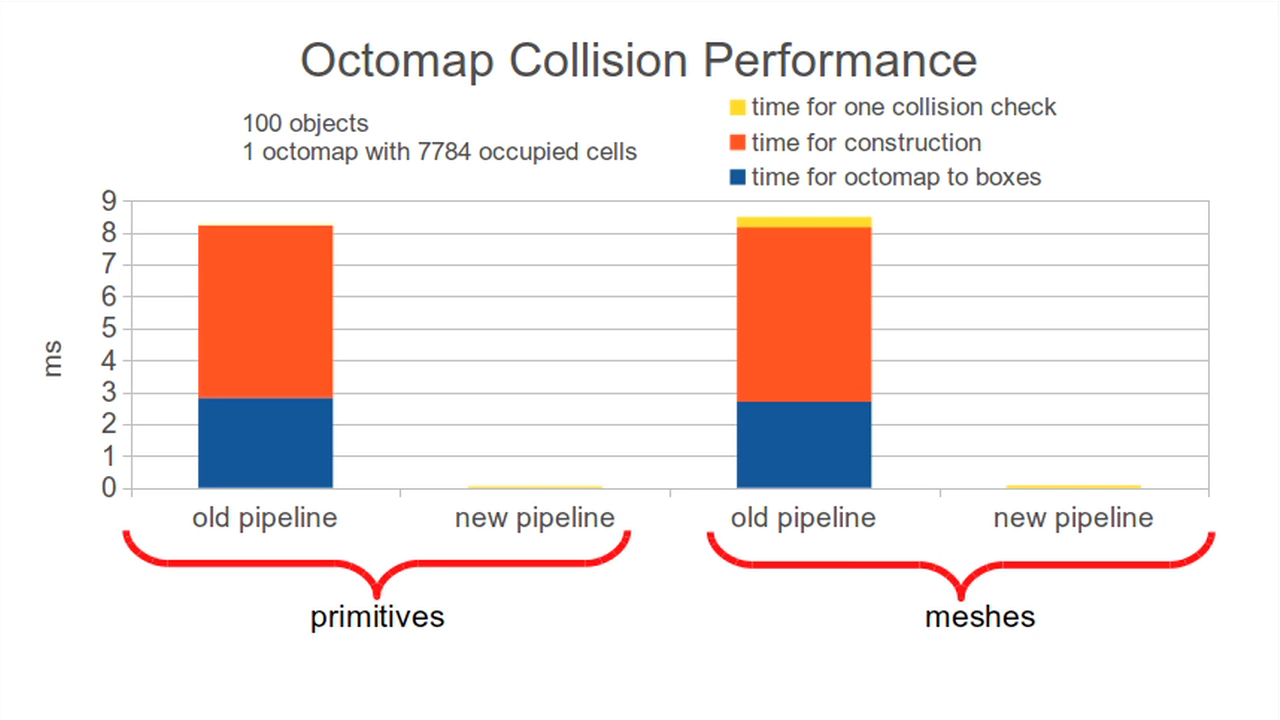 Octomap Collision Performance
100 objects
1 octomap with 7784 occupied cells
time for one collision check
time for construction
time for octomap to boxes
9
8
7
6
5
4
3
2
1
0
ms
old pipeline
new pipeline
old pipeline
new pipeline
primitives
meshes